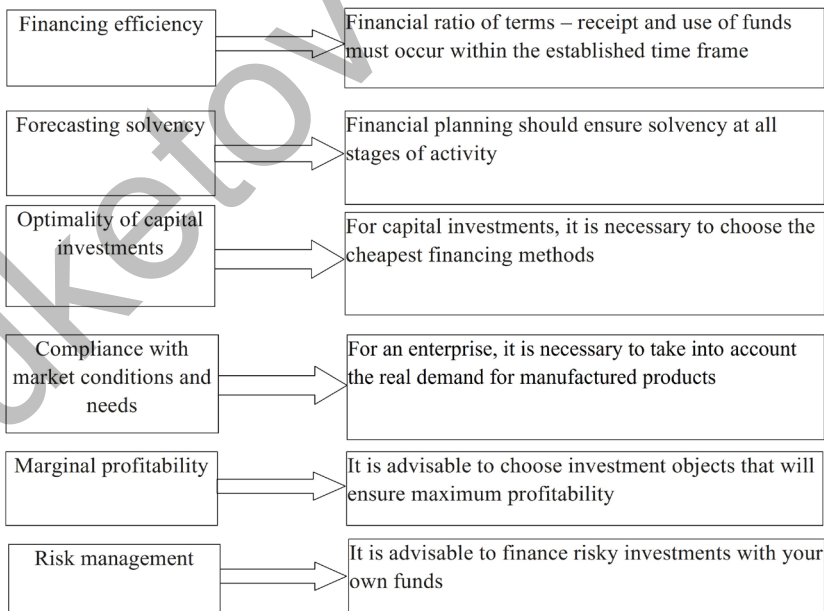 Financing efficiency
Financial ratio of terms – receipt and use of funds
must occur within the established time frame
Forecasting solvency
Financial planning should ensure solvency at all
stages of activity
Optimality of capital
investments
For capital investments, it is necessary to choose the
cheapest financing methods
Compliance with
market conditions and
needs
For an enterprise, it is necessary to take into account
the real demand for manufactured products
Marginal profitability
It is advisable to choose investment objects that will
ensure maximum profitability
Risk management
It is advisable to finance risky investments with your
own funds